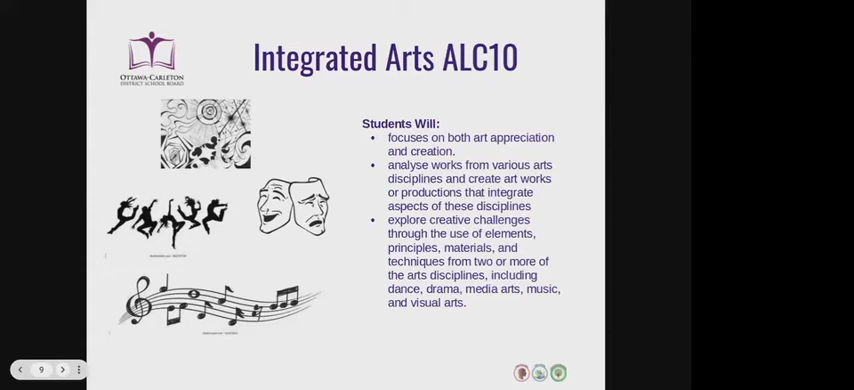 Integrated Arts ALC10
OTTAWA-CARLETON
DISTRICT SCHOOL BOARD
Students Will:
• focuses on both art appreciation
and creation.
• analyse works from various arts
disciplines and create art works
or productions that integrate
aspects of these disciplines
• explore creative challenges
through the use of elements,
principles, materials, and
techniques from two or more of
the arts disciplines, including
dance, drama, media arts, music,
and visual arts.
9